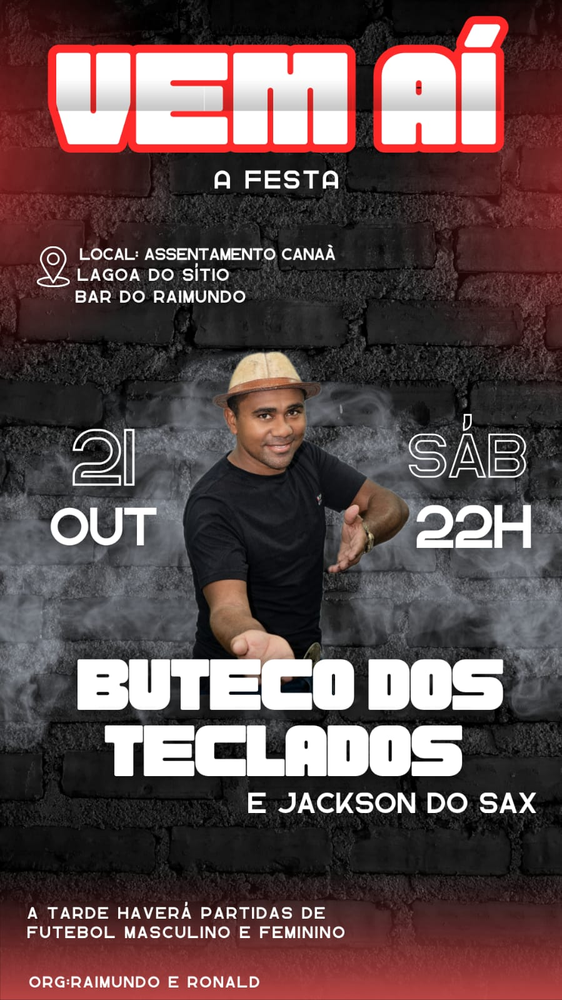 VEM AÍ
A FESTA
LOCAL: ASSENTAMENTO CANAÀ
LAGOA DO SÍTIO
BAR DO RAIMUNDO
21
OUT
SÁB
22H
BUTECO DOS
TECLADOS
E JACKSON DO SAX
A TARDE HAVERÁ PARTIDAS DE
FUTEBOL MASCULINO E FEMININO
ORG:RAIMUNDO E RONALD